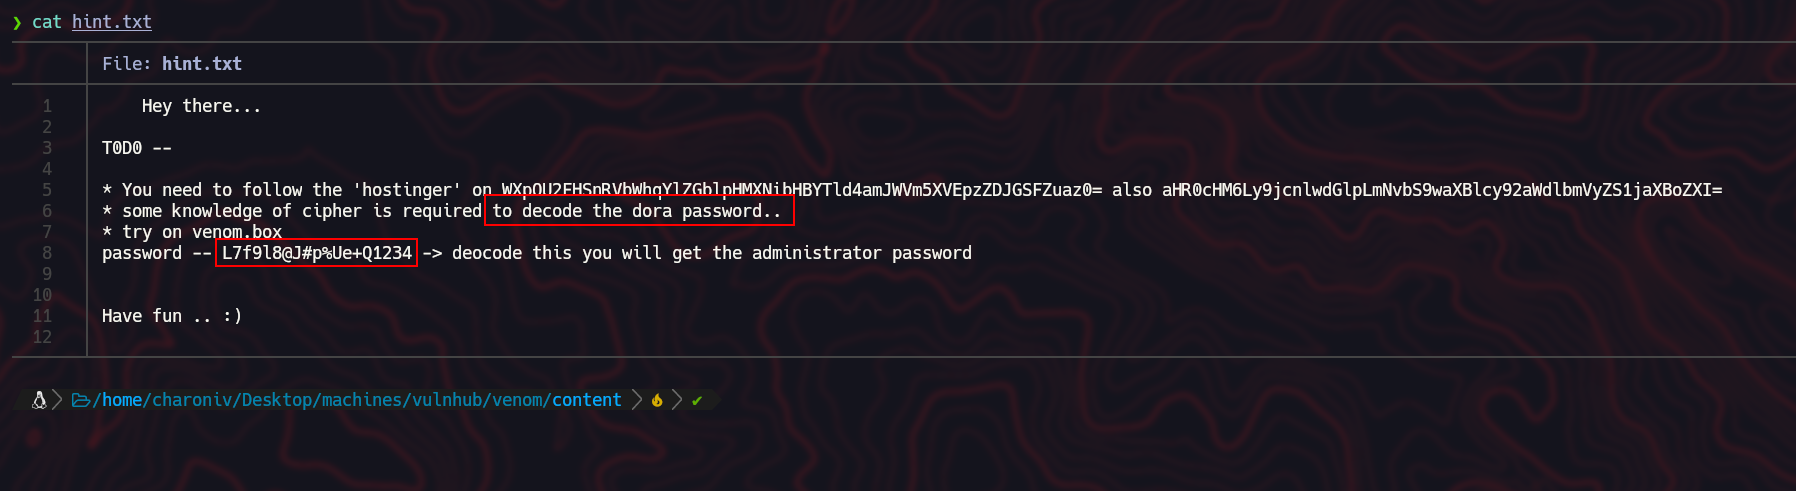 ❯ cat hint.txt
File: hint.txt
1 Hey there...
2
3 T0D0 --
4
5 * You need to follow the 'hostinger' on WXpOU2FHSnRVbWhqYlZGblpHMXNibHBYTld4amJWVm5XVEpzZDJGSFZuaz0= also aHR0cHM6Ly9jcnlwdGlpLmNvbS9waXBlcy92aWdlbmVyZS1jaXBoZXI=
6 * some knowledge of cipher is required to decode the dora password..
7 * try on venom.box
8 password -- L7f9l8@J#p%Ue+Q1234 -> deocode this you will get the administrator password
9
10
11 Have fun .. :)
12
/home/charoniv/Desktop/machines/vulnhub/venom/content ✔